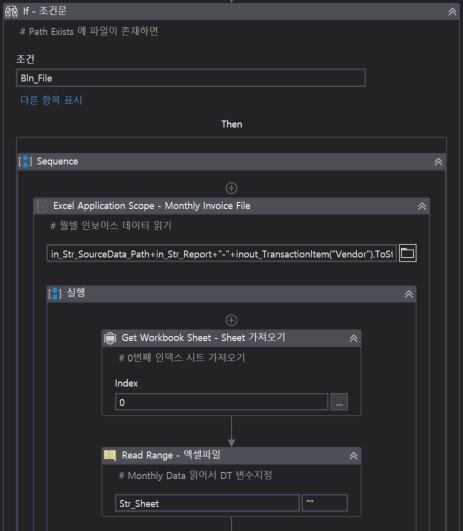 If - 조건문
# Path Exists 에 파일이 존재하면
조건
Bln_File
다른 항목 표시
Then
Sequence
Excel Application Scope - Monthly Invoice File
# 월별 인보이스 데이터 읽기
in_Str_SourceData_Path+in_Str_Report+"-"+inout_TransactionItem("Vendor").ToSt
실행
Get Workbook Sheet - Sheet 가져오기
# 0번째 인덱스 시트 가져오기
Index
0 ...
Read Range - 엑셀파일
# Monthly Data 읽어서 DT 변수지정
Str_Sheet ""